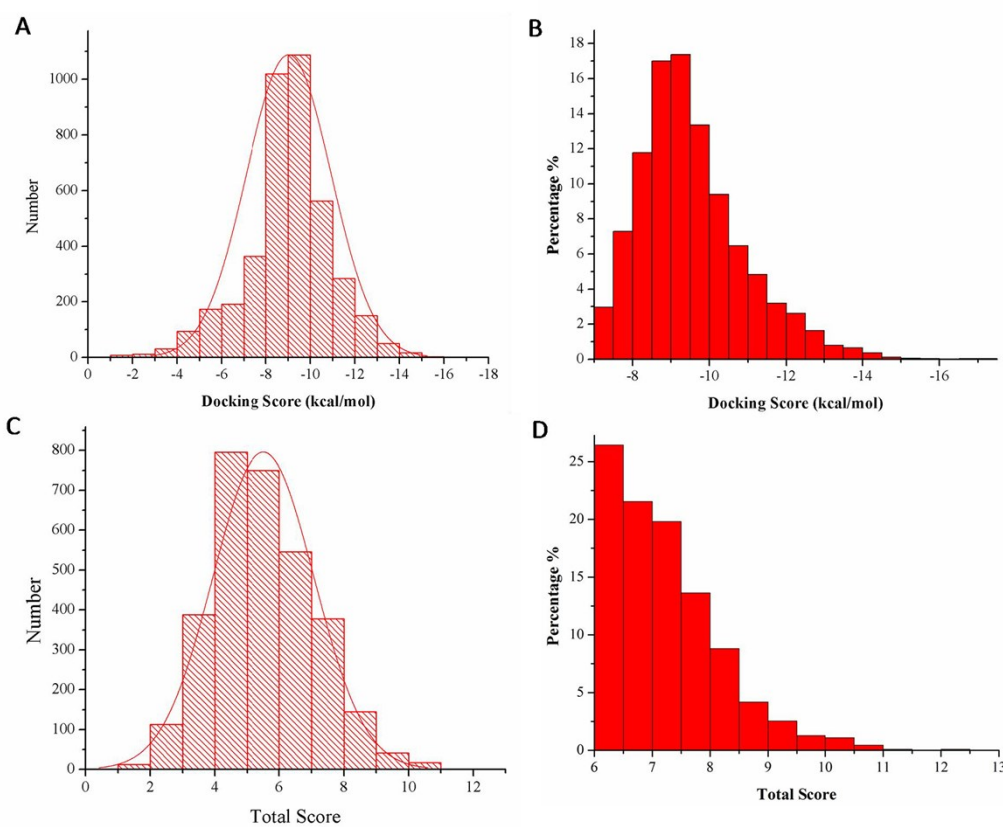 A
Number
1000
800
600
400
200
0
0 -2 -4 -6 -8 -10 -12 -14 -16 -18
Docking Score (kcal/mol)
B
Percentage %
18
16
14
12
10
8
6
4
2
0
-8 -10 -12 -14 -16
Docking Score (kcal/mol)
C
Number
800
700
600
500
400
300
200
100
0
0 2 4 6 8 10 12
Total Score
D
Percentage %
25
20
15
10
5
0
6 7 8 9 10 11 12 13
Total Score